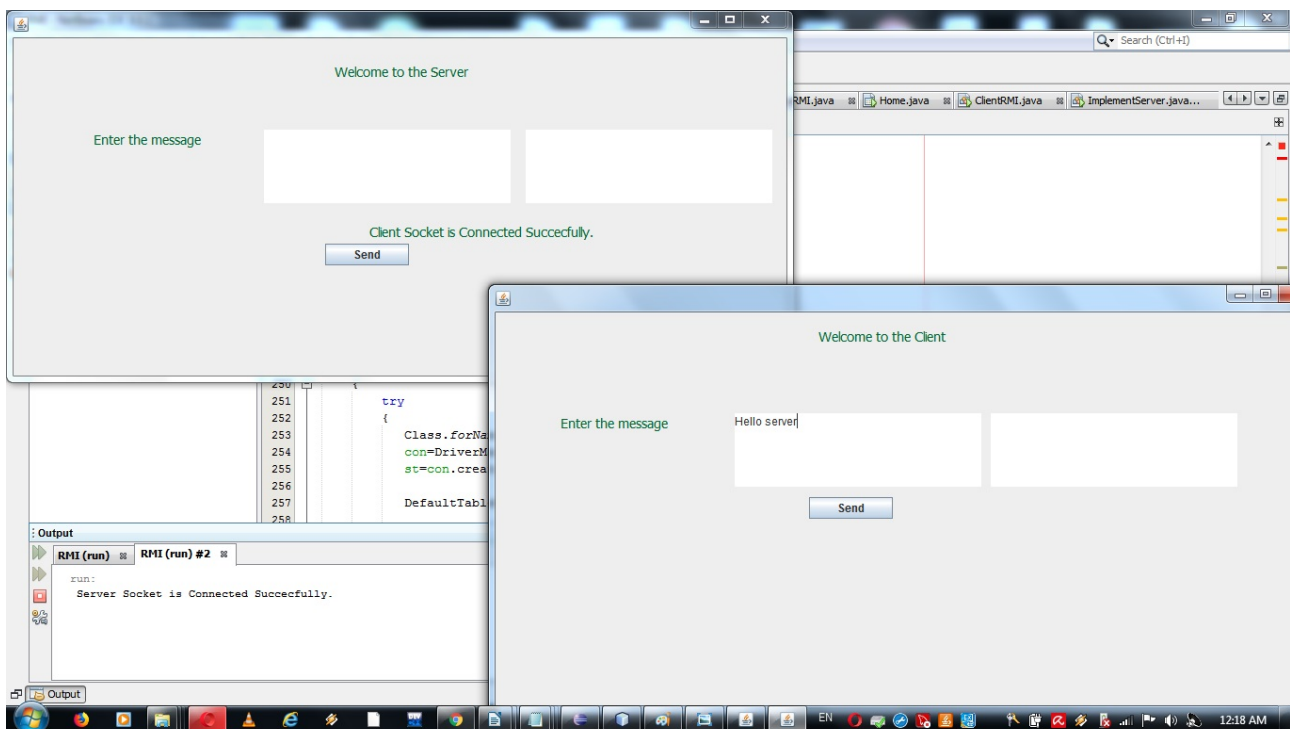 Search (Ctrl+I)
Welcome to the Server
RMI.java Home.java ClientRMI.java ImplementServer.java...
Enter the message
Client Socket is Connected Succecfully.
Send
Welcome to the Client
250 {
251 try
252 {
253 Class.forNa
254 con=DriverM
255 st=con.crea
256
257 DefaultTabl
258
Enter the message
Hello server
Send
Output
RMI (run) RMI (run) #2
run:
Server Socket is Connected Succecfully.
Output
EN
12:18 AM